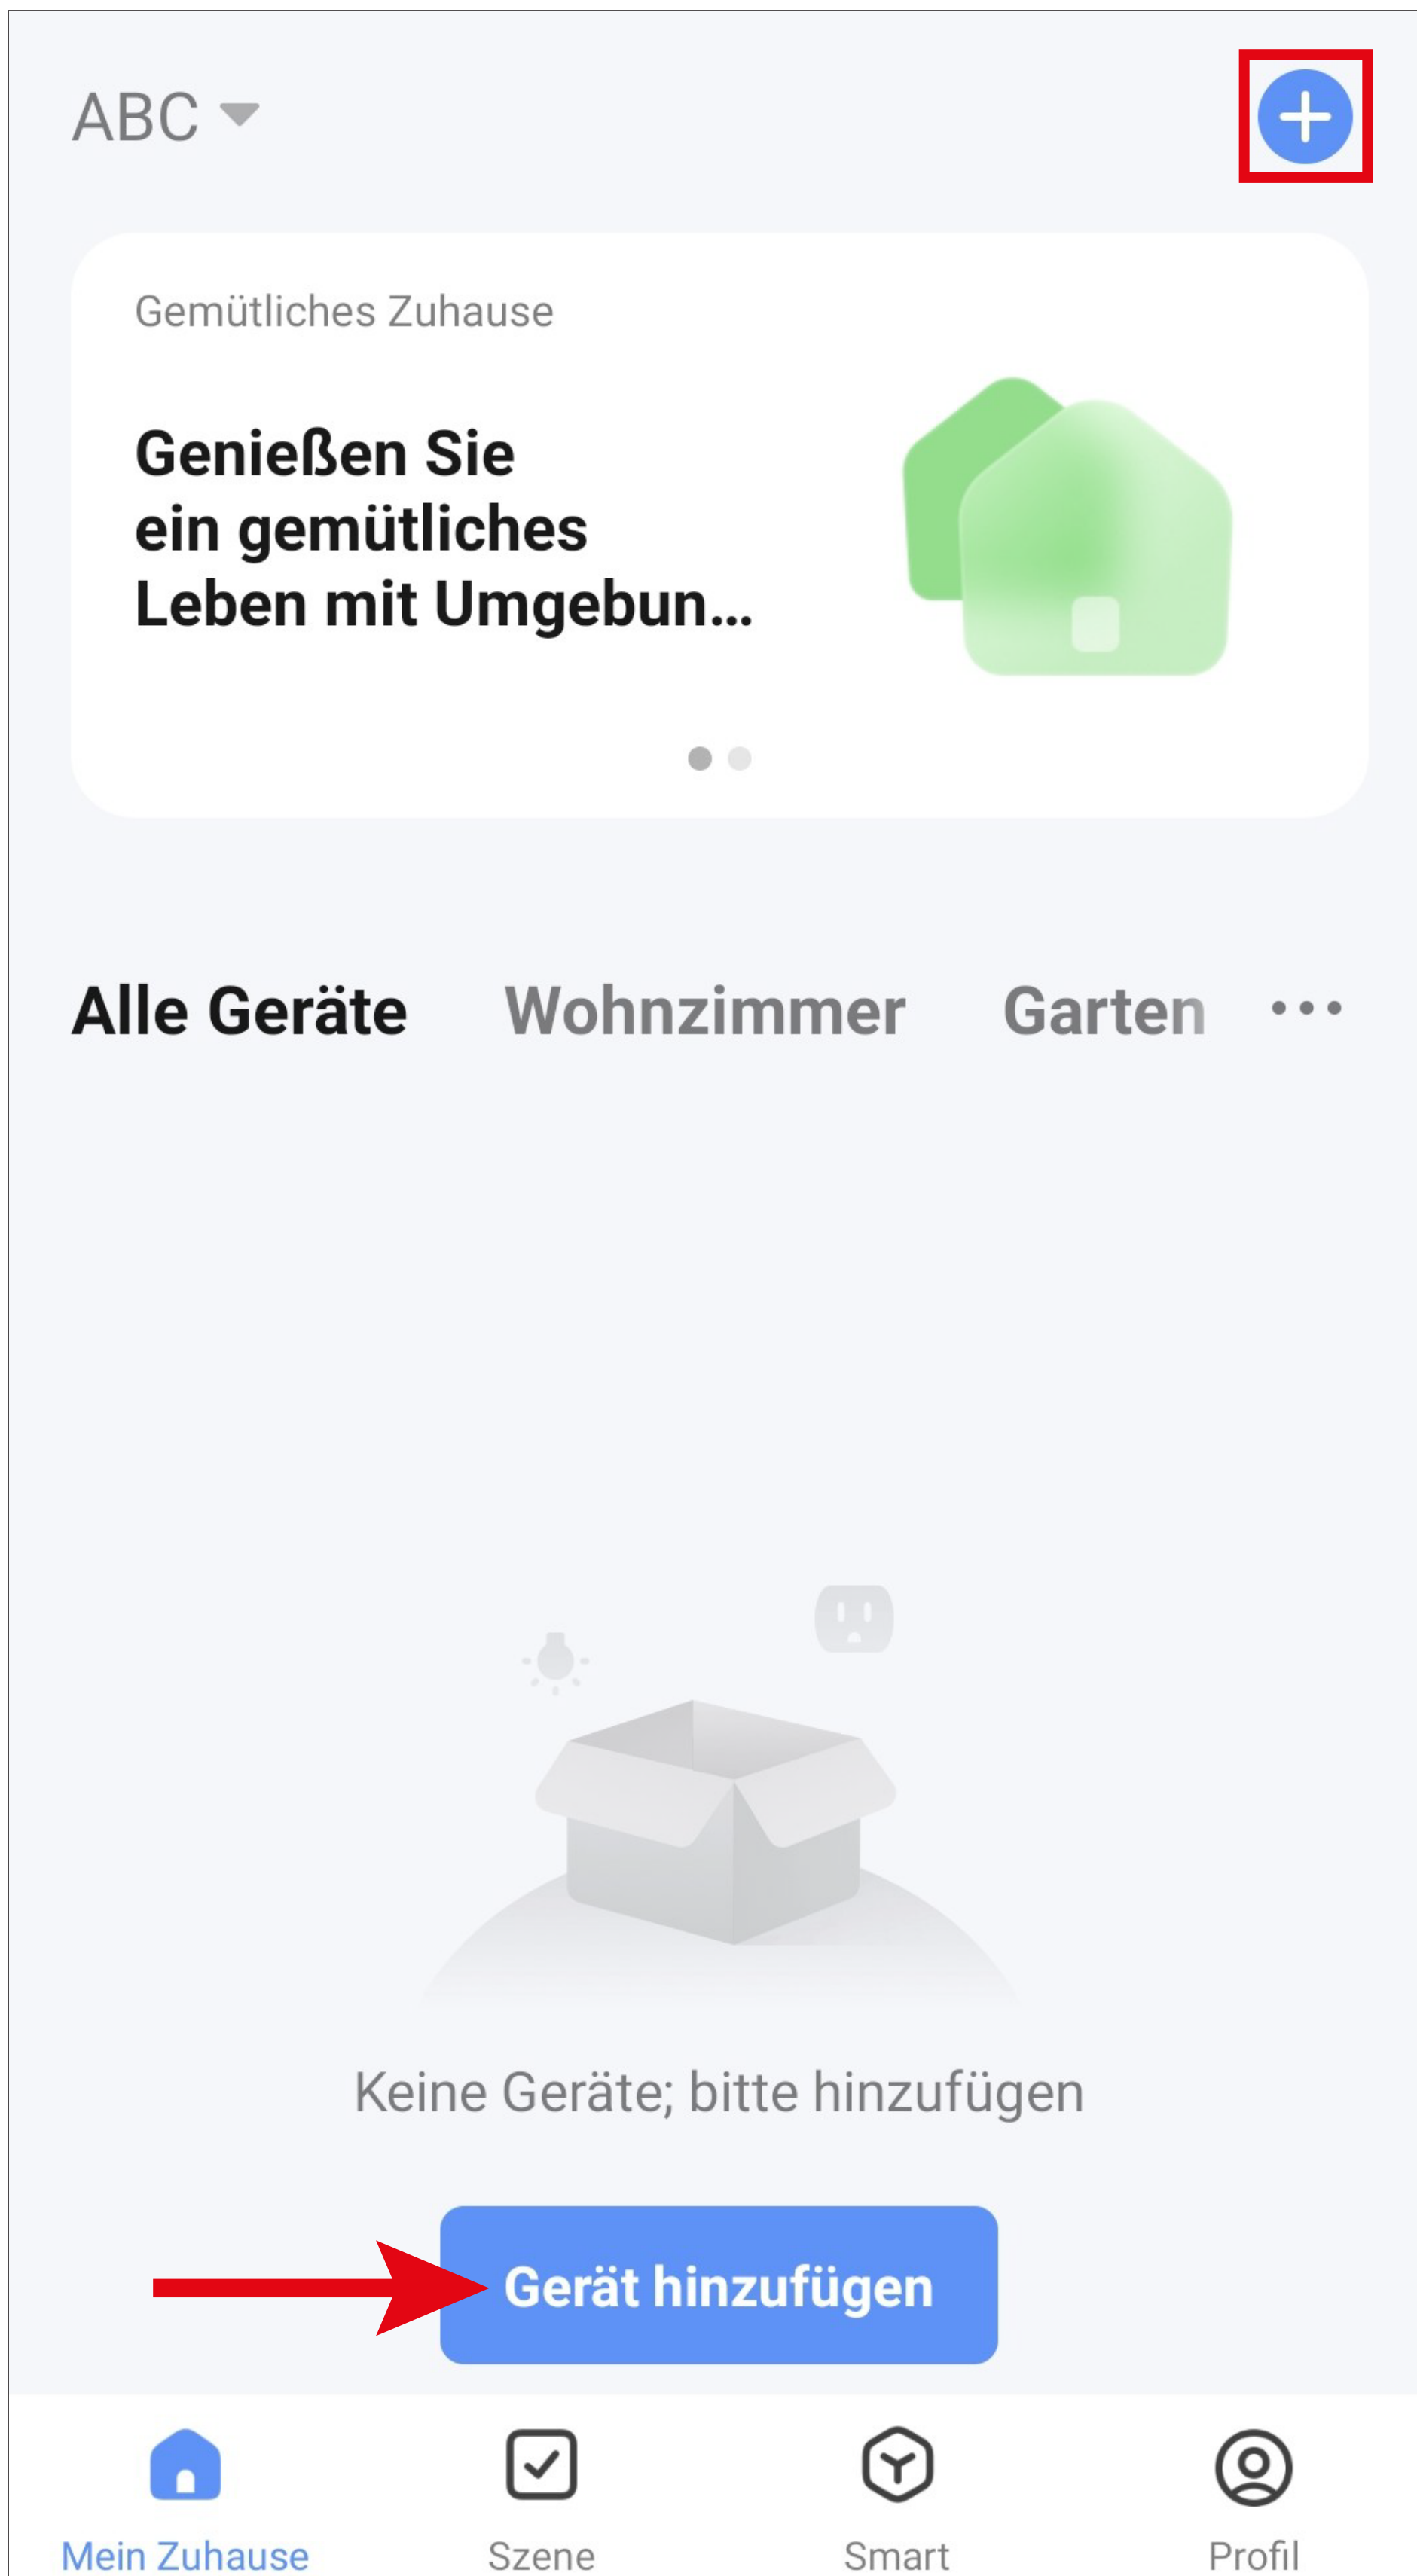 ABC
Gemütliches Zuhause
Genießen Sie
ein gemütliches
Leben mit Umgebun...
Alle Geräte Wohnzimmer Garten
Keine Geräte; bitte hinzufügen
Gerät hinzufügen
Mein Zuhause Szene Smart Profil